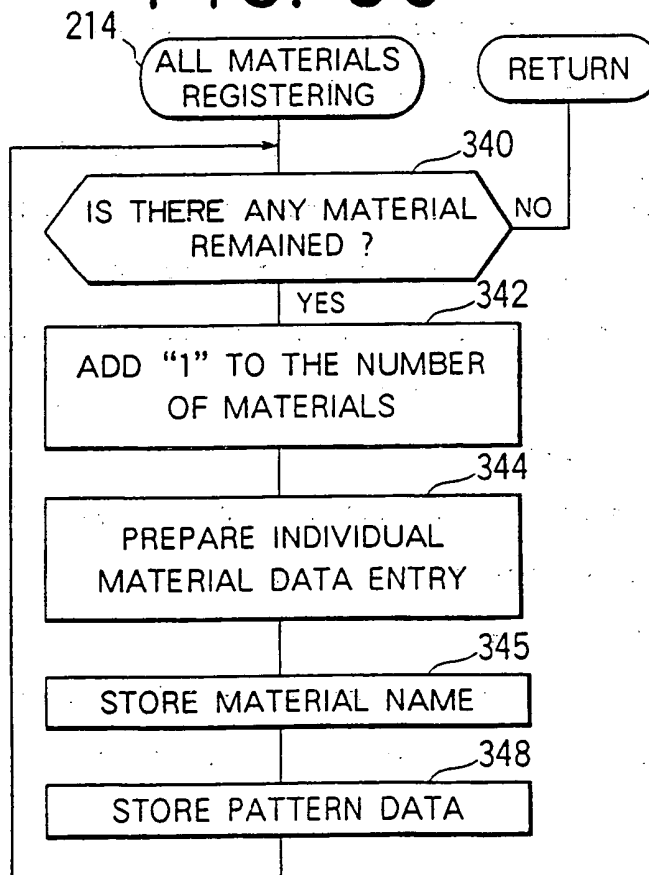 214
ALL MATERIALS
REGISTERING
RETURN
340
IS THERE ANY MATERIAL
REMAINED ?
NO
YES
342
ADD "1" TO THE NUMBER
OF MATERIALS
344
PREPARE INDIVIDUAL
MATERIAL DATA ENTRY
345
STORE MATERIAL NAME
348
STORE PATTERN DATA